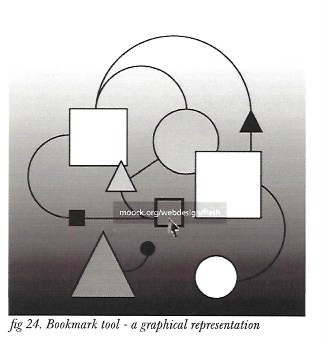 moock.org/webdesign/flash
fig 24. Bookmark tool - a graphical representation